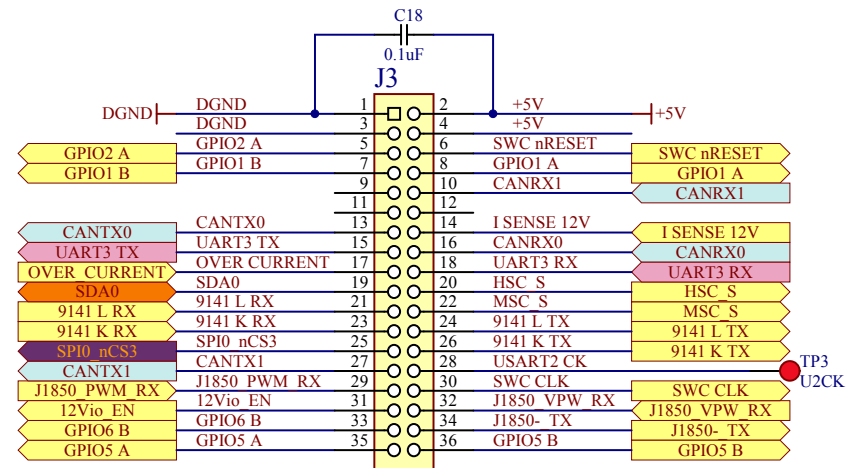 C18
0.1uF
J3
DGND DGND 1 2 +5V +5V
DGND 3 4 +5V
GPIO2 A GPIO2 A 5 6 SWC nRESET SWC nRESET
GPIO1 B GPIO1 B 7 8 GPIO1 A GPIO1 A
9 10 CANRX1 CANRX1
11 12
CANTX0 CANTX0 13 14 I SENSE 12V I SENSE 12V
UART3 TX UART3 TX 15 16 CANRX0 CANRX0
OVER CURRENT OVER CURRENT 17 18 UART3 RX UART3 RX
SDA0 SDA0 19 20 HSC_S HSC_S
9141 L RX 9141 L RX 21 22 MSC_S MSC_S
9141 K RX 9141 K RX 23 24 9141 L TX 9141 L TX
SPI0_nCS3 SPI0_nCS3 25 26 9141 K TX 9141 K TX
CANTX1 CANTX1 27 28 USART2 CK TP3
U2CK
J1850_PWM_RX J1850_PWM_RX 29 30 SWC CLK SWC CLK
12Vio_EN 12Vio_EN 31 32 J1850_VPW_RX J1850_VPW_RX
GPIO6 B GPIO6 B 33 34 J1850-_TX J1850-_TX
GPIO5 A GPIO5 A 35 36 GPIO5 B GPIO5 B